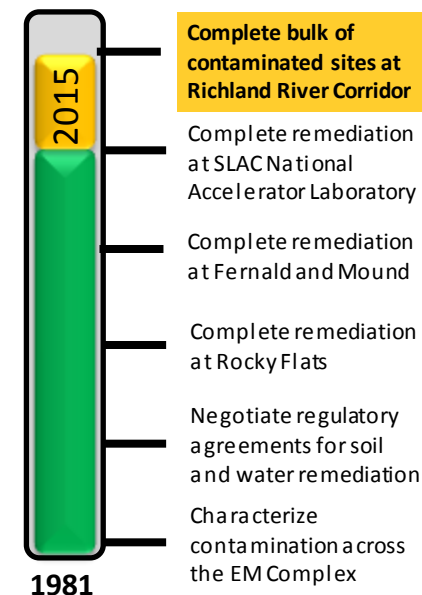 2015
Complete bulk of
contaminated sites at
Richland River Corridor
Complete remediation
at SLAC National
Accelerator Laboratory
Complete remediation
at Fernald and Mound
Complete remediation
at Rocky Flats
Negotiate regulatory
agreements for soil
and water remediation
Characterize
contamination across
the EM Complex
1981